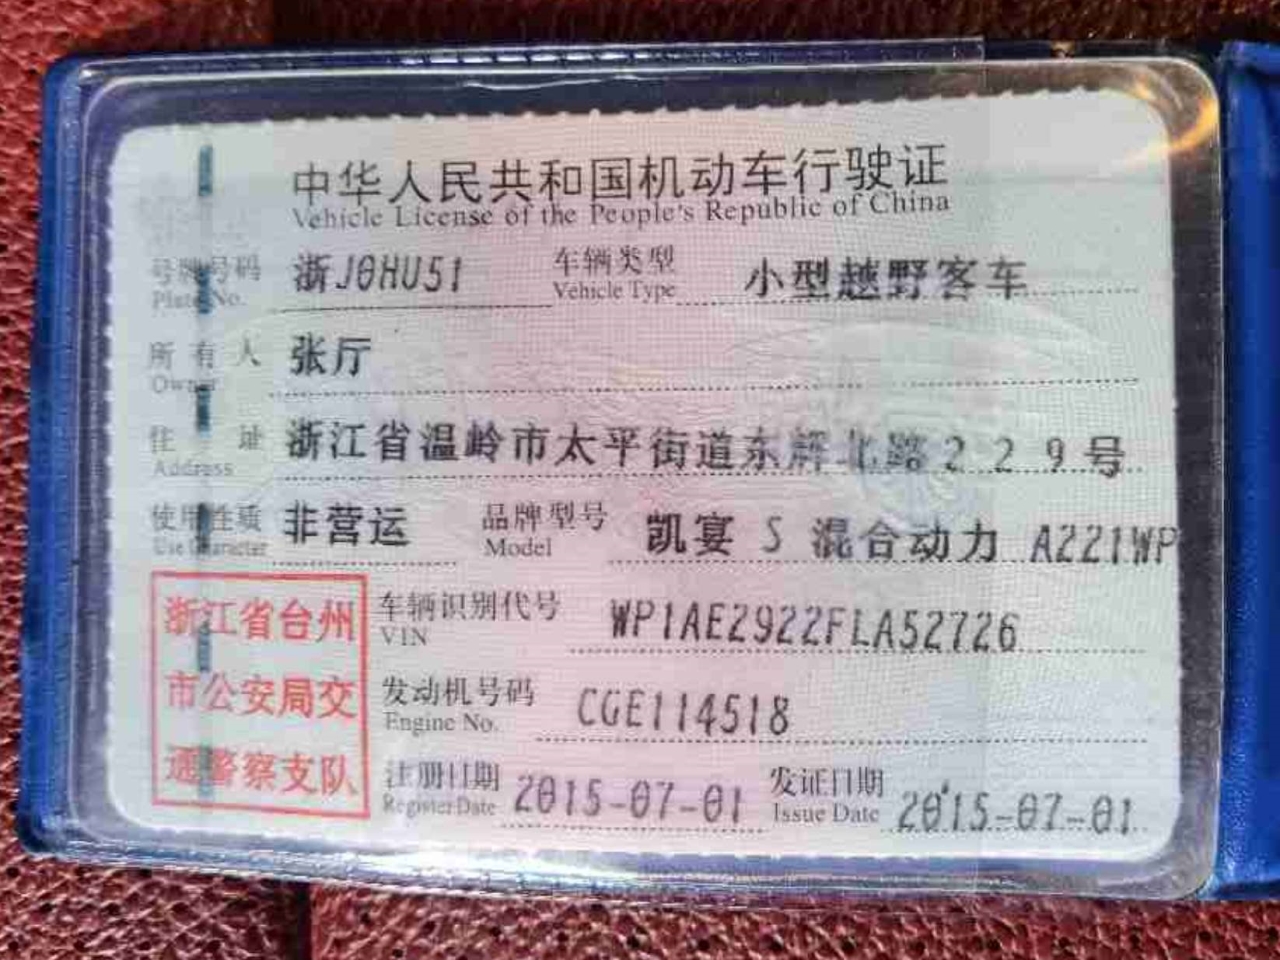 中华人民共和国机动车行驶证
Vehicle License of the People's Republic of China
号牌号码 浙J0HU51 车辆类型 小型越野客车
Plate No. Vehicle Type
所有人 张厅
Owner
住址 浙江省温岭市太平街道东辉北路229号
Address
使用性质 非营运 品牌型号 凯宴 S 混合动力 A221WP
Use Character Model
浙江省台州
市公安局交
通警察支队
车辆识别代号 WP1AE2922FLA52726
VIN
发动机号码 CGE114518
Engine No.
注册日期 2015-07-01 发证日期 2015-07-01
Register Date Issue Date